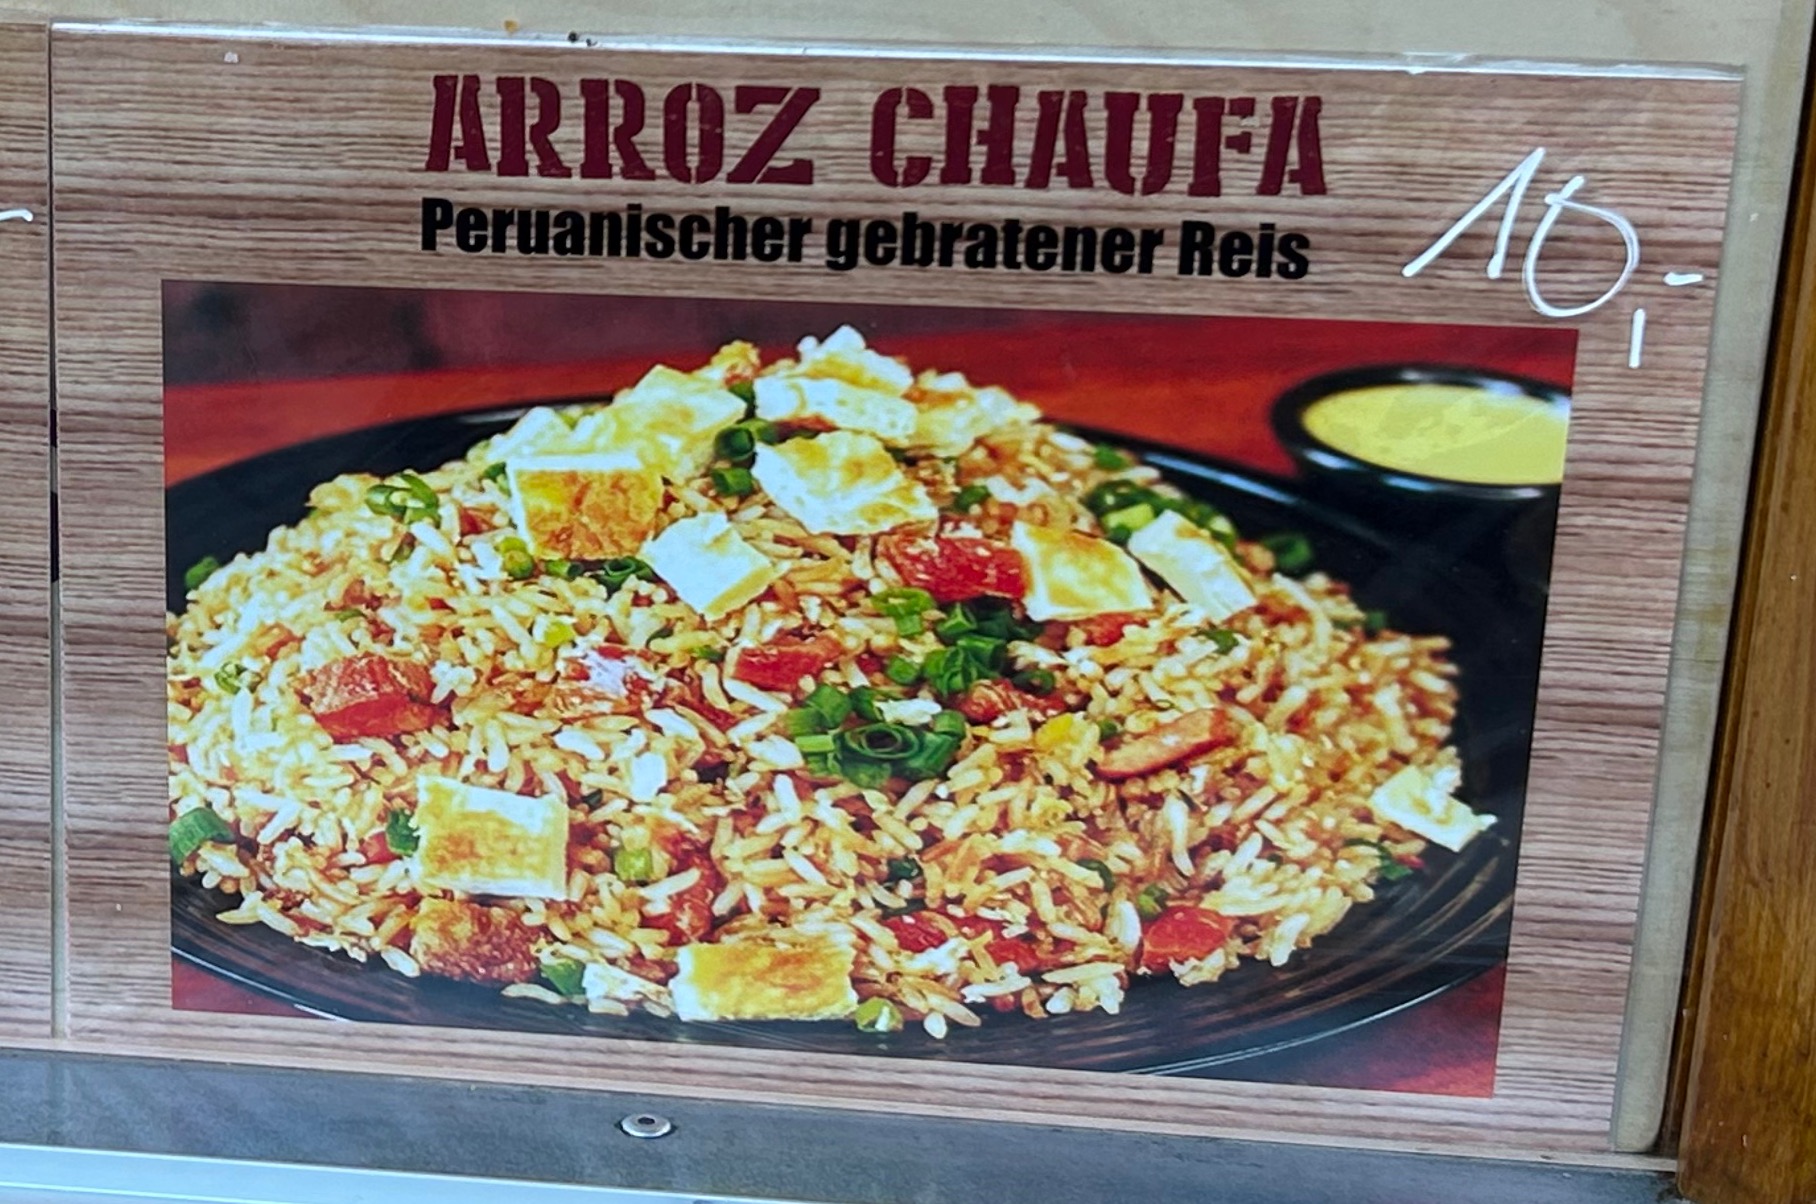 ARROZ CHAUFA
Peruanischer gebratener Reis
10,-